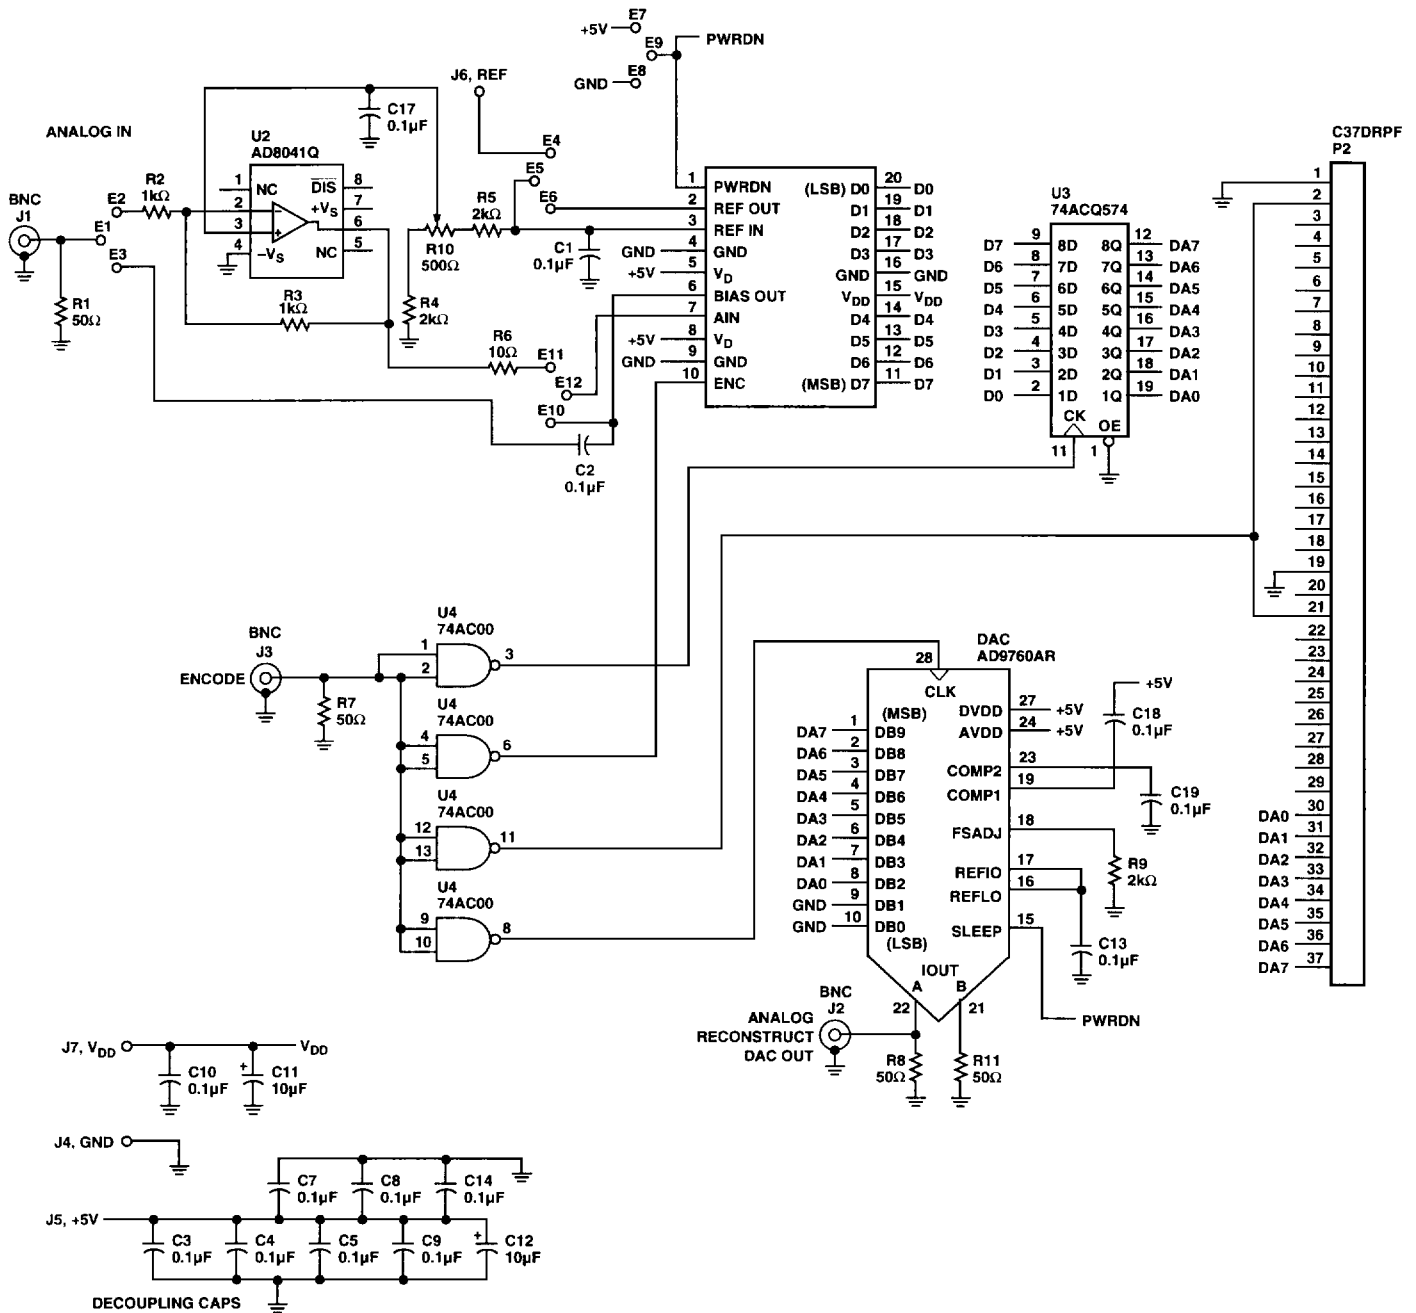 E7
+5V
E9
PWRDN
J6, REF
GND
E8
C17
0.1µF
ANALOG IN
U2
AD8041Q
C37DRPF
P2
BNC
J1
E2
R2
1kΩ
E1
E3
1
NC
DIS
8
2
+VS
7
3
6
4
–VS
NC
5
R1
50Ω
R3
1kΩ
R10
500Ω
R5
2kΩ
R4
2kΩ
E4
E5
E6
C1
0.1µF
R6
10Ω
E11
E12
E10
C2
0.1µF
1
PWRDN
(LSB) D0
20
D0
2
REF OUT
D1
19
D1
3
REF IN
D2
18
D2
GND
4
GND
D3
17
D3
+5V
5
VD
GND
16
GND
6
BIAS OUT
VDD
15
VDD
7
AIN
D4
14
D4
+5V
8
VD
D5
13
D5
GND
9
GND
D6
12
D6
10
ENC
(MSB) D7
11
D7
U3
74ACQ574
D7
9
8D
8Q
12
DA7
D6
8
7D
7Q
13
DA6
D5
7
6D
6Q
14
DA5
D4
6
5D
5Q
15
DA4
D3
5
4D
4Q
16
DA3
D2
4
3D
3Q
17
DA2
D1
3
2D
2Q
18
DA1
D0
2
1D
1Q
19
DA0
CK
OE
11
1
1
2
3
4
5
6
7
8
9
10
11
12
13
14
15
16
17
18
19
20
21
22
23
24
25
26
27
28
29
DA0
30
DA1
31
DA2
32
DA3
33
DA4
34
DA5
35
DA6
36
DA7
37
BNC
J3
ENCODE
R7
50Ω
U4
74AC00
1
2
3
U4
74AC00
4
5
6
U4
74AC00
12
13
11
U4
74AC00
9
10
8
DAC
AD9760AR
28
CLK
(MSB)
DA7
1
DB9
DA6
2
DB8
DA5
3
DB7
DA4
4
DB6
DA3
5
DB5
DA2
6
DB4
DA1
7
DB3
DA0
8
DB2
GND
9
DB1
GND
10
DB0
(LSB)
DVDD
27
+5V
AVDD
24
+5V
COMP2
23
COMP1
19
FSADJ
18
REFIO
17
REFLO
16
SLEEP
15
+5V
C18
0.1µF
C19
0.1µF
R9
2kΩ
C13
0.1µF
PWRDN
IOUT
A
B
22
21
BNC
J2
ANALOG
RECONSTRUCT
DAC OUT
R8
50Ω
R11
50Ω
J7, VDD
VDD
C10
0.1µF
+
C11
10µF
J4, GND
C7
0.1µF
C8
0.1µF
C14
0.1µF
J5, +5V
C3
0.1µF
C4
0.1µF
C5
0.1µF
C9
0.1µF
+
C12
10µF
DECOUPLING CAPS